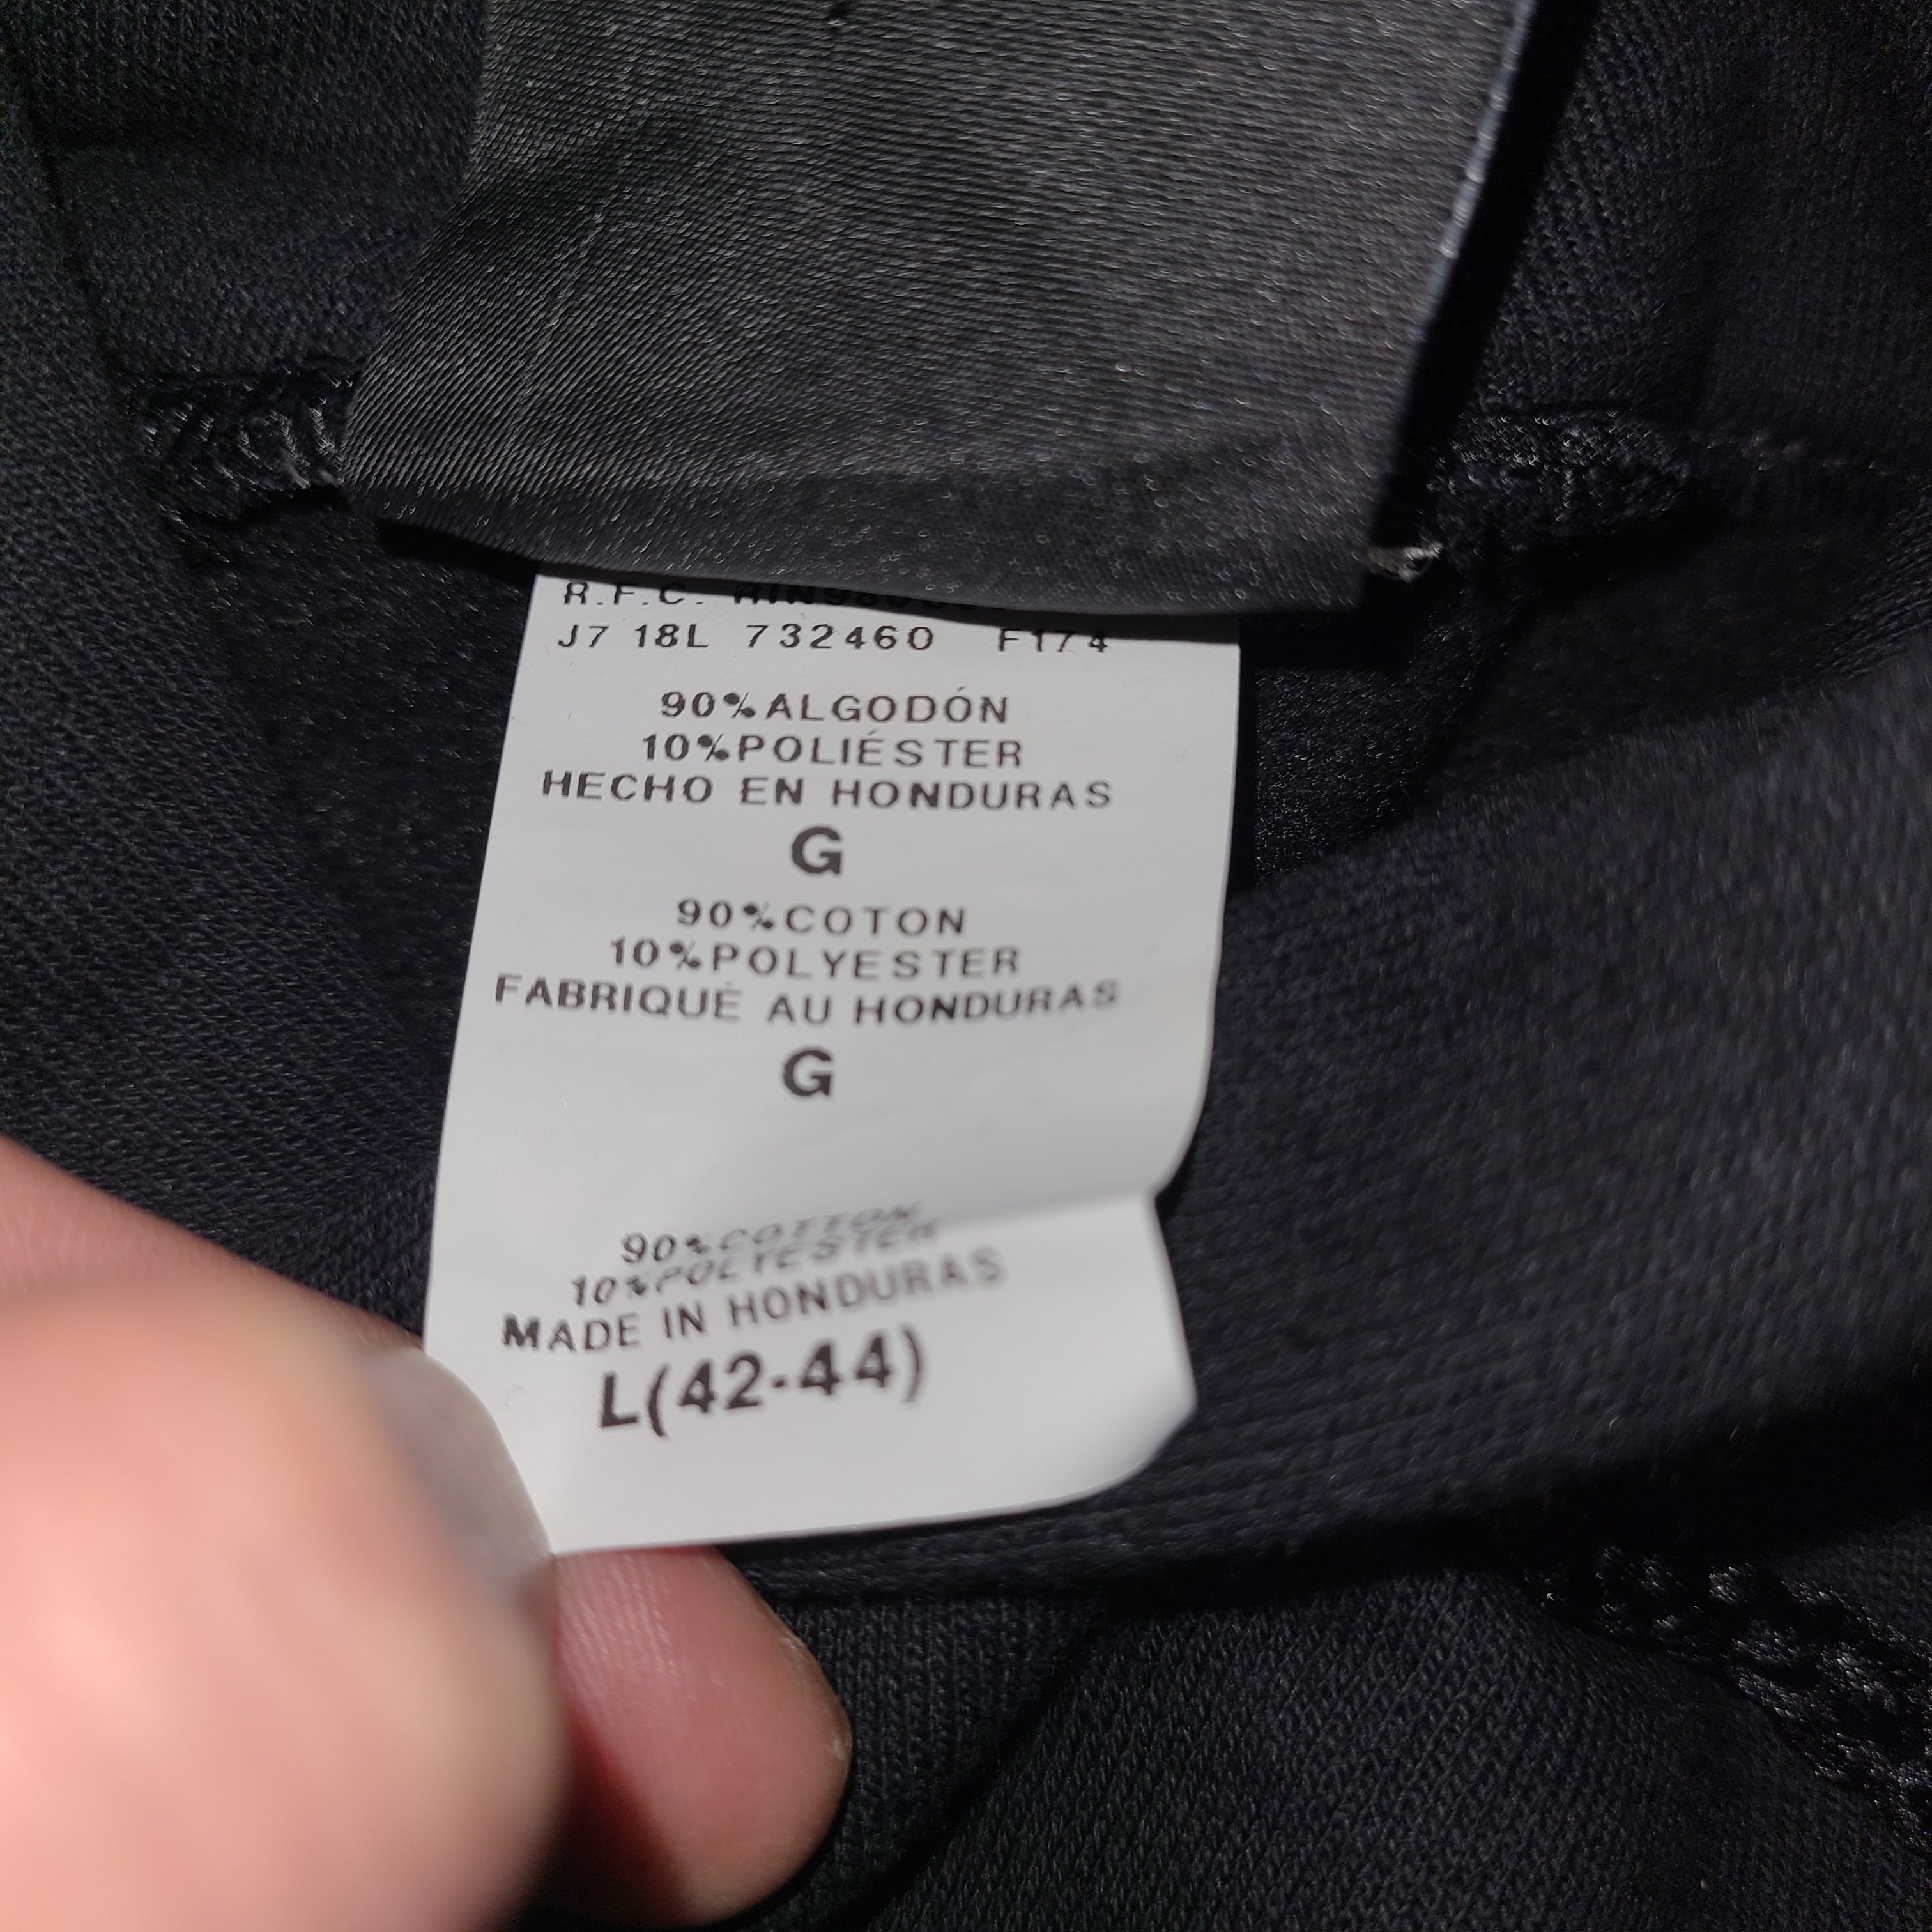 R.F.C.
J7 18L 732460 F174
90%ALGODÓN
10%POLIÉSTER
HECHO EN HONDURAS
G
90%COTON
10%POLYESTER
FABRIQUÉ AU HONDURAS
G
90%COTTON
10%POLYESTER
MADE IN HONDURAS
L(42-44)